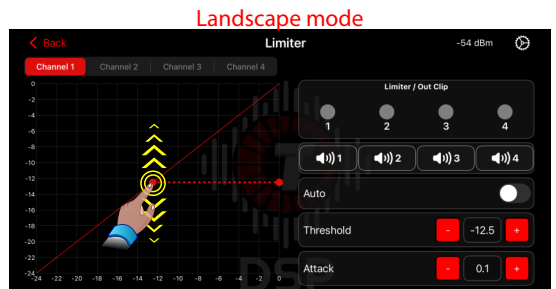 Landscape mode
Back
Limiter
-54 dBm
Channel 1
Channel 2
Channel 3
Channel 4
0
-2
-4
-6
-8
-10
-12
-14
-16
-18
-20
-22
-24
-24 -22 -20 -18 -16 -14 -12 -10 -8 -6 -4 -2 0
DSP
Limiter / Out Clip
1 2 3 4
1 2 3 4
Auto
Threshold
- -12.5 +
Attack
- 0.1 +